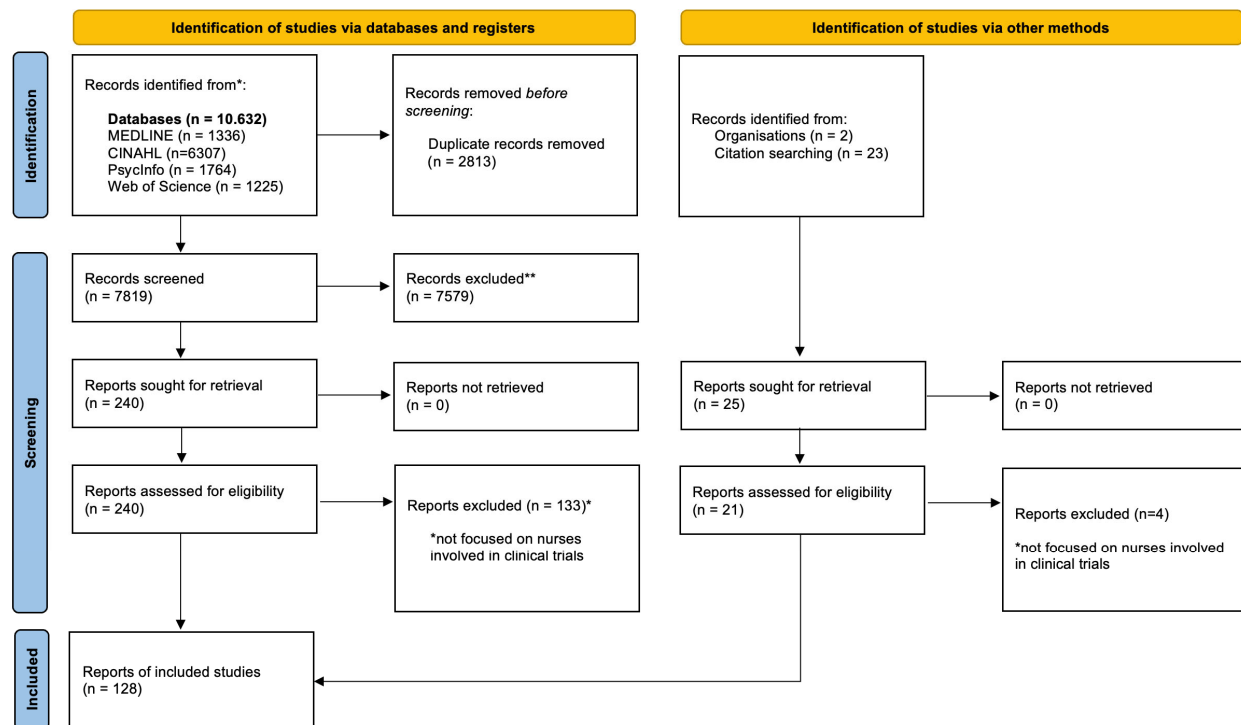 Identification of studies via databases and registers
Identification of studies via other methods
Identification
Records identified from*:
Databases (n = 10.632)
MEDLINE (n = 1336)
CINAHL (n=6307)
PsycInfo (n = 1764)
Web of Science (n = 1225)
Records removed before
screening:
Duplicate records removed
(n = 2813)
Records identified from:
Organisations (n = 2)
Citation searching (n = 23)
Screening
Records screened
(n = 7819)
Records excluded**
(n = 7579)
Reports sought for retrieval
(n = 240)
Reports not retrieved
(n = 0)
Reports sought for retrieval
(n = 25)
Reports not retrieved
(n = 0)
Reports assessed for eligibility
(n = 240)
Reports excluded (n = 133)*
*not focused on nurses
involved in clinical trials
Reports assessed for eligibility
(n = 21)
Reports excluded (n=4)
*not focused on nurses involved
in clinical trials
Included
Reports of included studies
(n = 128)